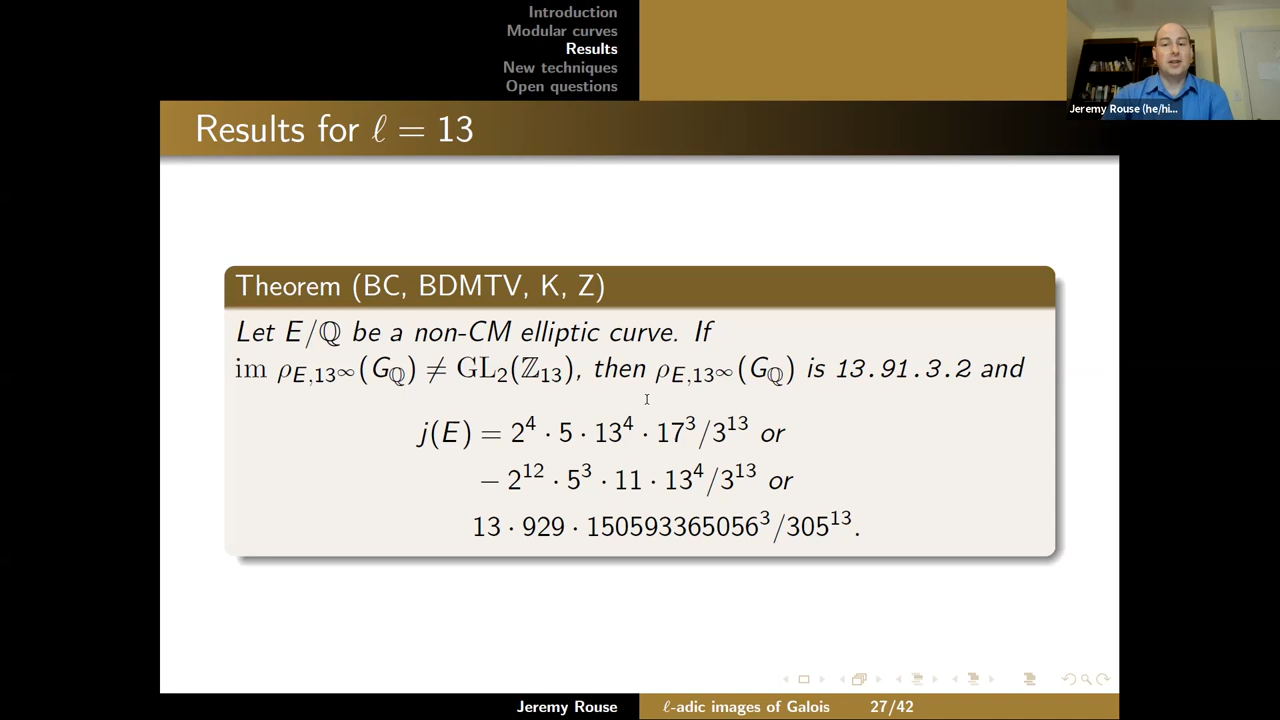 Introduction
Modular curves
Results
New techniques
Open questions
Jeremy Rouse (he/hi...
Results for ℓ = 13
Theorem (BC, BDMTV, K, Z)
Let E/ℚ be a non-CM elliptic curve. If
im ρ_{E,13^∞}(G_ℚ) ≠ GL₂(ℤ₁₃), then ρ_{E,13^∞}(G_ℚ) is 13.91.3.2 and
j(E) = 2⁴ · 5 · 13⁴ · 17³/3¹³ or
− 2¹² · 5³ · 11 · 13⁴/3¹³ or
13 · 929 · 150593365056³/305¹³.
Jeremy Rouse
ℓ-adic images of Galois
27/42